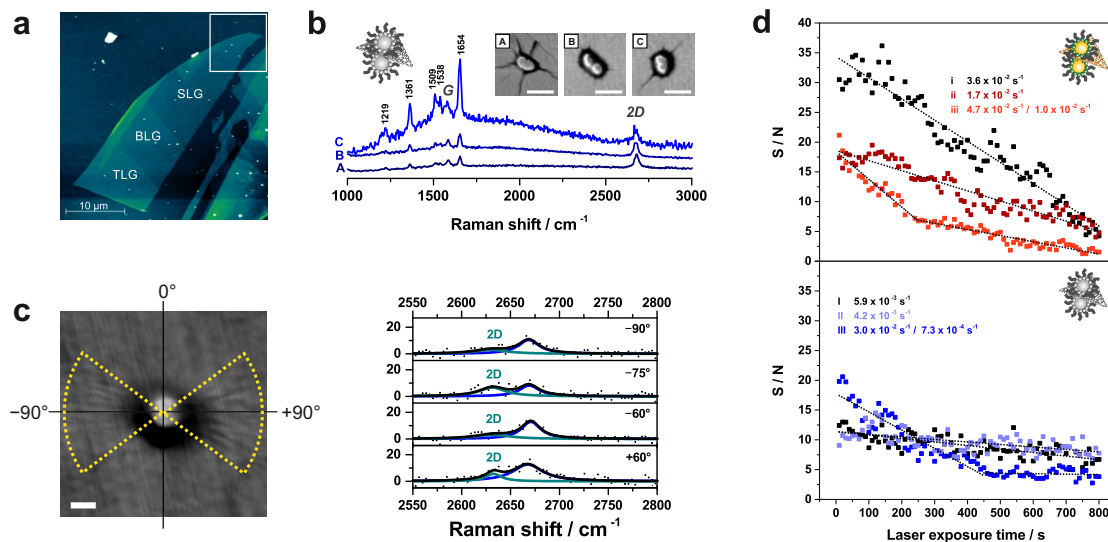 a
SLG
BLG
TLG
10 μm
b
1219
1361
1509
1538
G
1654
A
B
C
2D
C
B
A
1000 1500 2000 2500 3000
Raman shift / cm⁻¹
c
0°
−90°
+90°
2550 2600 2650 2700 2750 2800
20
0
2D
−90°
20
0
2D
−75°
20
0
2D
−60°
20
0
2D
+60°
2550 2600 2650 2700 2750 2800
Raman shift / cm⁻¹
d
40
35
30
25
20
15
10
5
0
S / N
i 3.6 x 10⁻² s⁻¹
ii 1.7 x 10⁻² s⁻¹
iii 4.7 x 10⁻² s⁻¹ / 1.0 x 10⁻² s⁻¹
40
35
30
25
20
15
10
5
0
S / N
I 5.9 x 10⁻³ s⁻¹
II 4.2 x 10⁻³ s⁻¹
III 3.0 x 10⁻² s⁻¹ / 7.3 x 10⁻⁴ s⁻¹
0 100 200 300 400 500 600 700 800
Laser exposure time / s